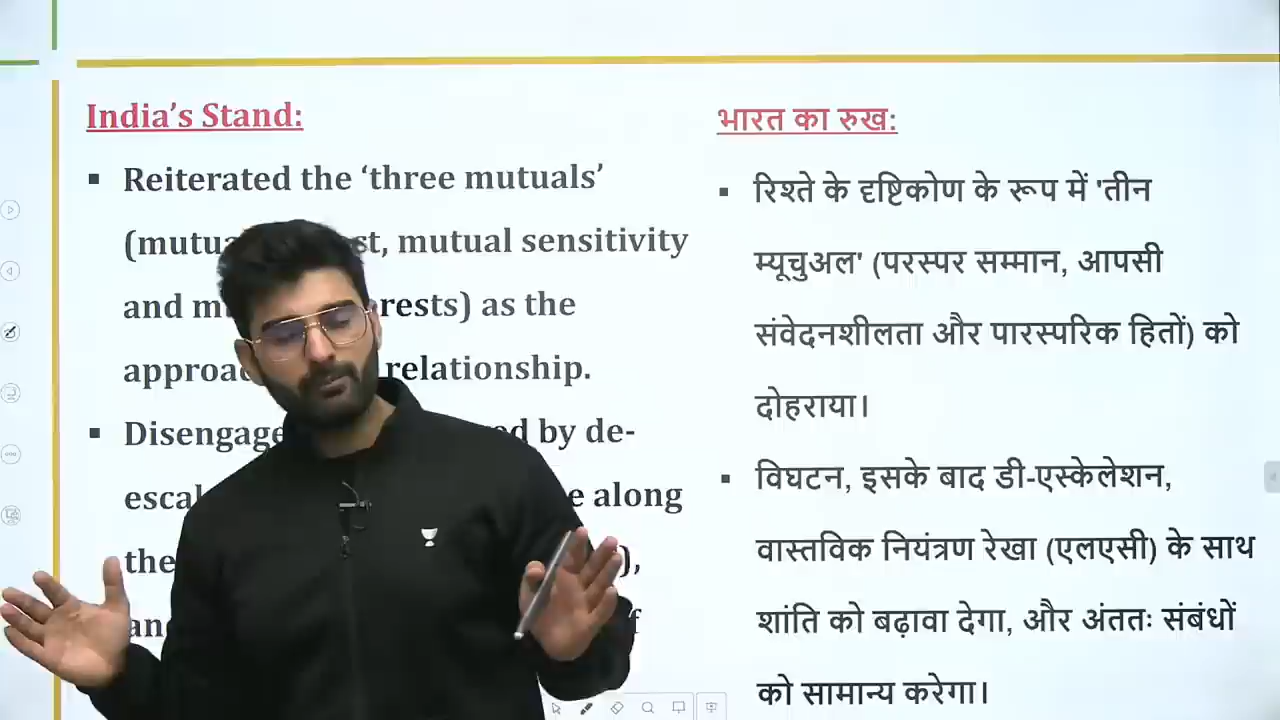 India’s Stand:
▪ Reiterated the ‘three mutuals’
(mutua st, mutual sensitivity
and m rests) as the
approac relationship.
▪ Disengage d by de-
escal e along
the ),
an f
भारत का रुख:
▪ रिश्ते के दृष्टिकोण के रूप में 'तीन
म्यूचुअल' (परस्पर सम्मान, आपसी
संवेदनशीलता और पारस्परिक हितों) को
दोहराया।
▪ विघटन, इसके बाद डी-एस्केलेशन,
वास्तविक नियंत्रण रेखा (एलएसी) के साथ
शांति को बढ़ावा देगा, और अंततः संबंधों
को सामान्य करेगा।